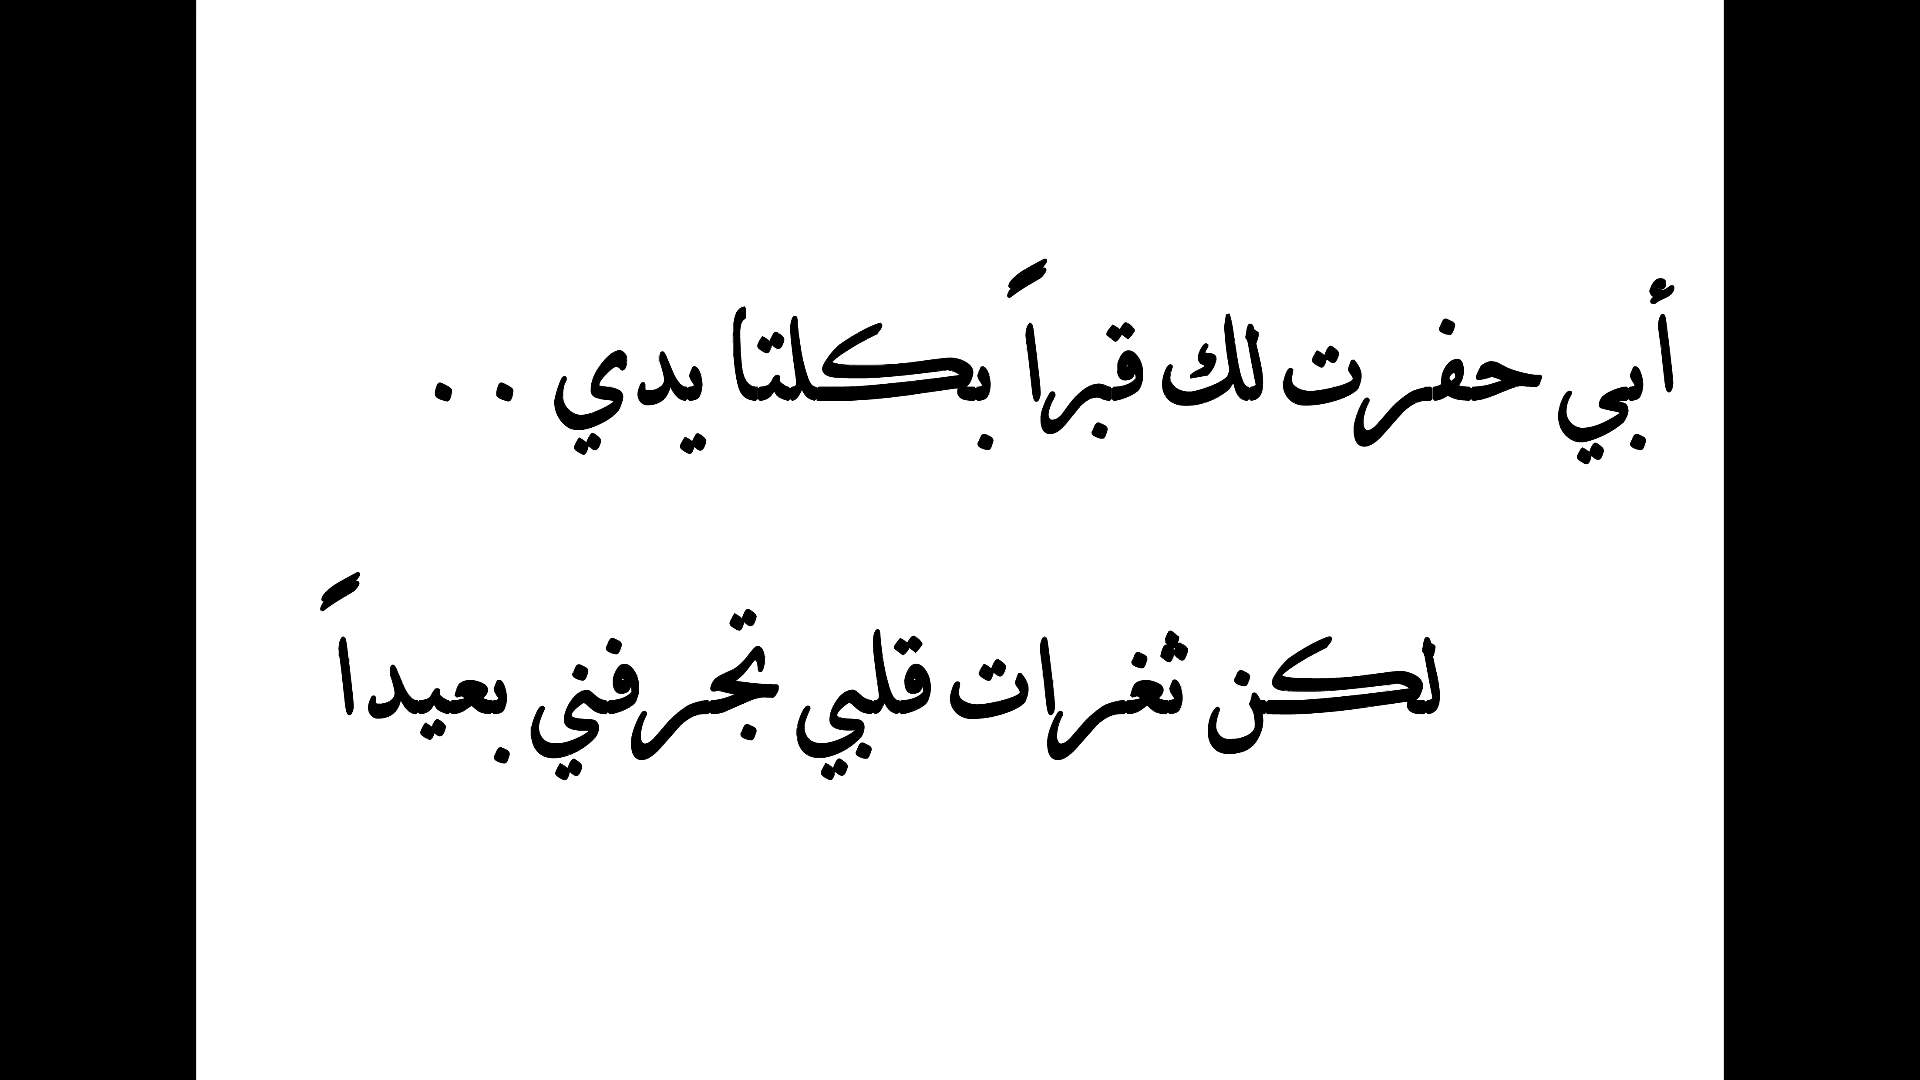 أبي حفرت لك قبراً بكلتا يدي . .
لكن ثغرات قلبي تجرفني بعيداً